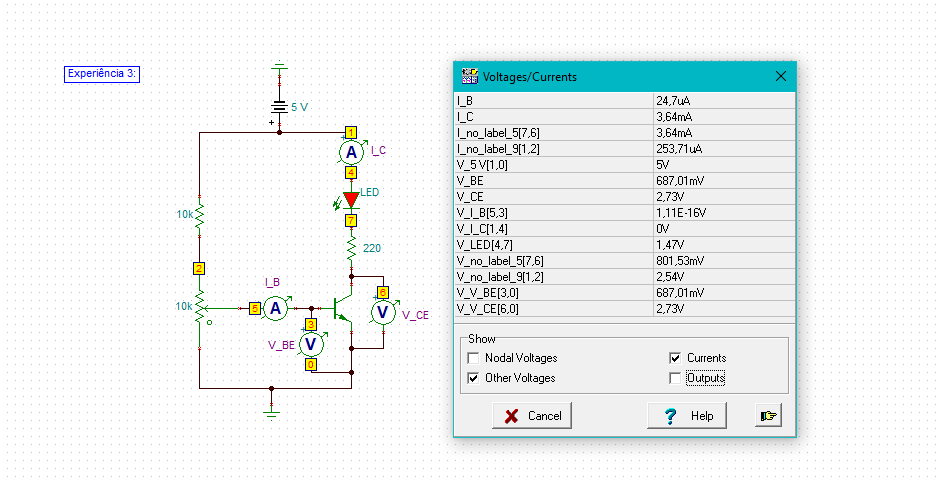 Experiência 3:
5 V
+
1
A
I_C
4
LED
7
10k
220
2
I_B
6
10k
5
A
V
V_CE
3
V_BE
V
0
Voltages/Currents
I_B 24,7uA
I_C 3,64mA
I_no_label_5[7,6] 3,64mA
I_no_label_9[1,2] 253,71uA
V_5 V[1,0] 5V
V_BE 687,01mV
V_CE 2,73V
V_I_B[5,3] 1,11E-16V
V_I_C[1,4] 0V
V_LED[4,7] 1,47V
V_no_label_5[7,6] 801,53mV
V_no_label_9[1,2] 2,54V
V_V_BE[3,0] 687,01mV
V_V_CE[6,0] 2,73V
Show
Nodal Voltages
Currents
Other Voltages
Outputs
Cancel
? Help